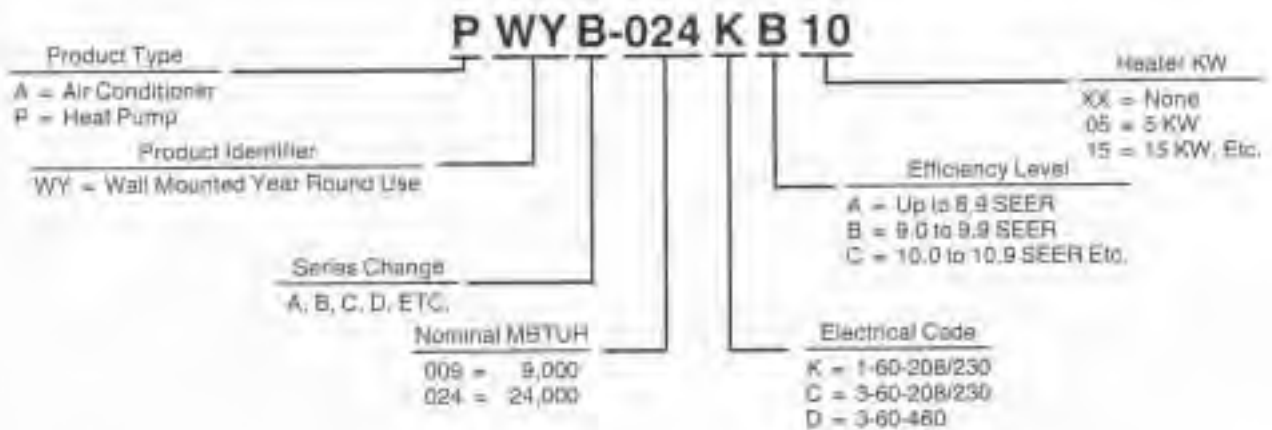 P WY B-024 K B 10
Product Type
A = Air Conditioner
P = Heat Pump
Product Identifier
WY = Wall Mounted Year Round Use
Series Change
A, B, C, D, ETC.
Nominal MBTUH
009 = 9,000
024 = 24,000
Electrical Code
K = 1-60-208/230
C = 3-60-208/230
D = 3-60-460
Efficiency Level
A = Up to 8.9 SEER
B = 9.0 to 9.9 SEER
C = 10.0 to 10.9 SEER Etc.
Heater KW
XX = None
05 = 5 KW
15 = 15 KW, Etc.